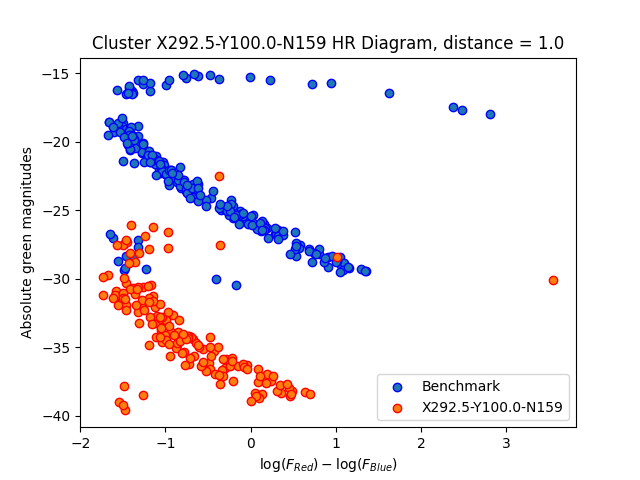 Cluster X292.5-Y100.0-N159 HR Diagram, distance = 1.0
Absolute green magnitudes
−15
−20
−25
−30
−35
−40
Benchmark
X292.5-Y100.0-N159
−2 −1 0 1 2 3
log(F_Red) − log(F_Blue)